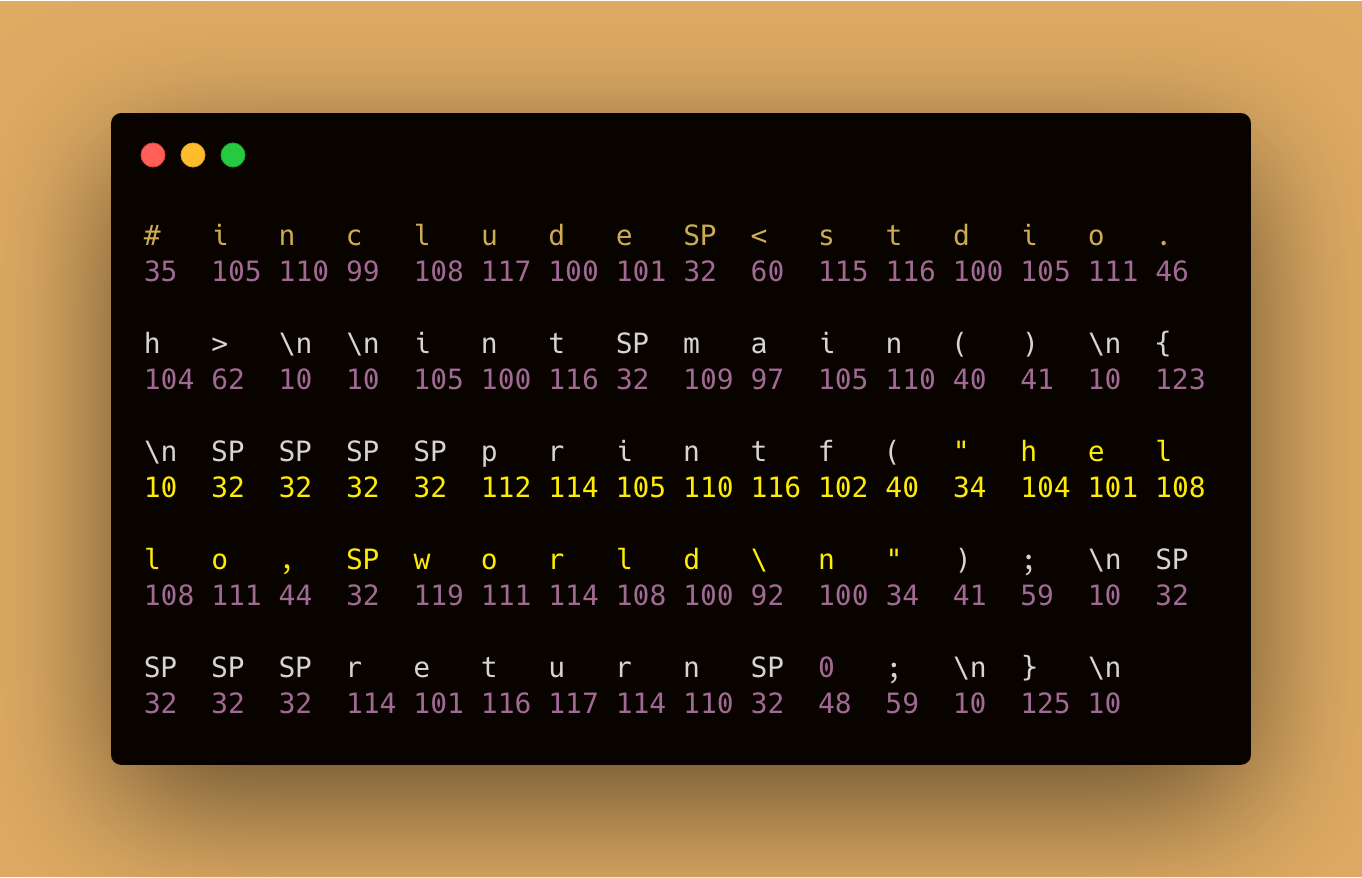 # i n c l u d e SP < s t d i o .
35 105 110 99 108 117 100 101 32 60 115 116 100 105 111 46
h > \n \n i n t SP m a i n ( ) \n {
104 62 10 10 105 100 116 32 109 97 105 110 40 41 10 123
\n SP SP SP SP p r i n t f ( " h e l
10 32 32 32 32 112 114 105 110 116 102 40 34 104 101 108
l o , SP w o r l d \ n " ) ; \n SP
108 111 44 32 119 111 114 108 100 92 100 34 41 59 10 32
SP SP SP r e t u r n SP 0 ; \n } \n
32 32 32 114 101 116 117 114 110 32 48 59 10 125 10